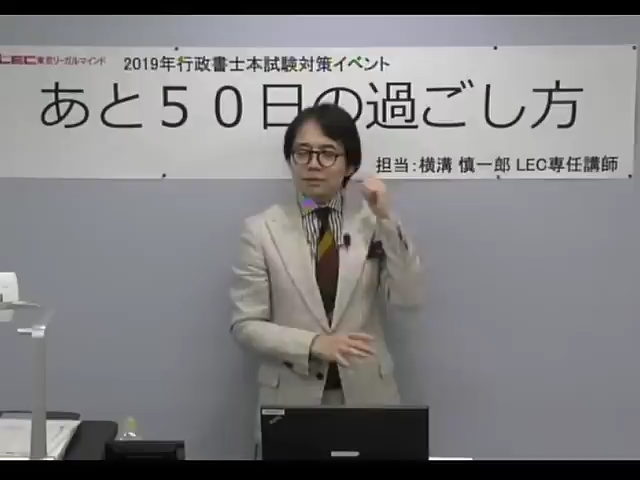 LEC東京リーガルマインド
2019年行政書士本試験対策イベント
あと５０日の過ごし方
担当：横溝 慎一郎 LEC専任講師